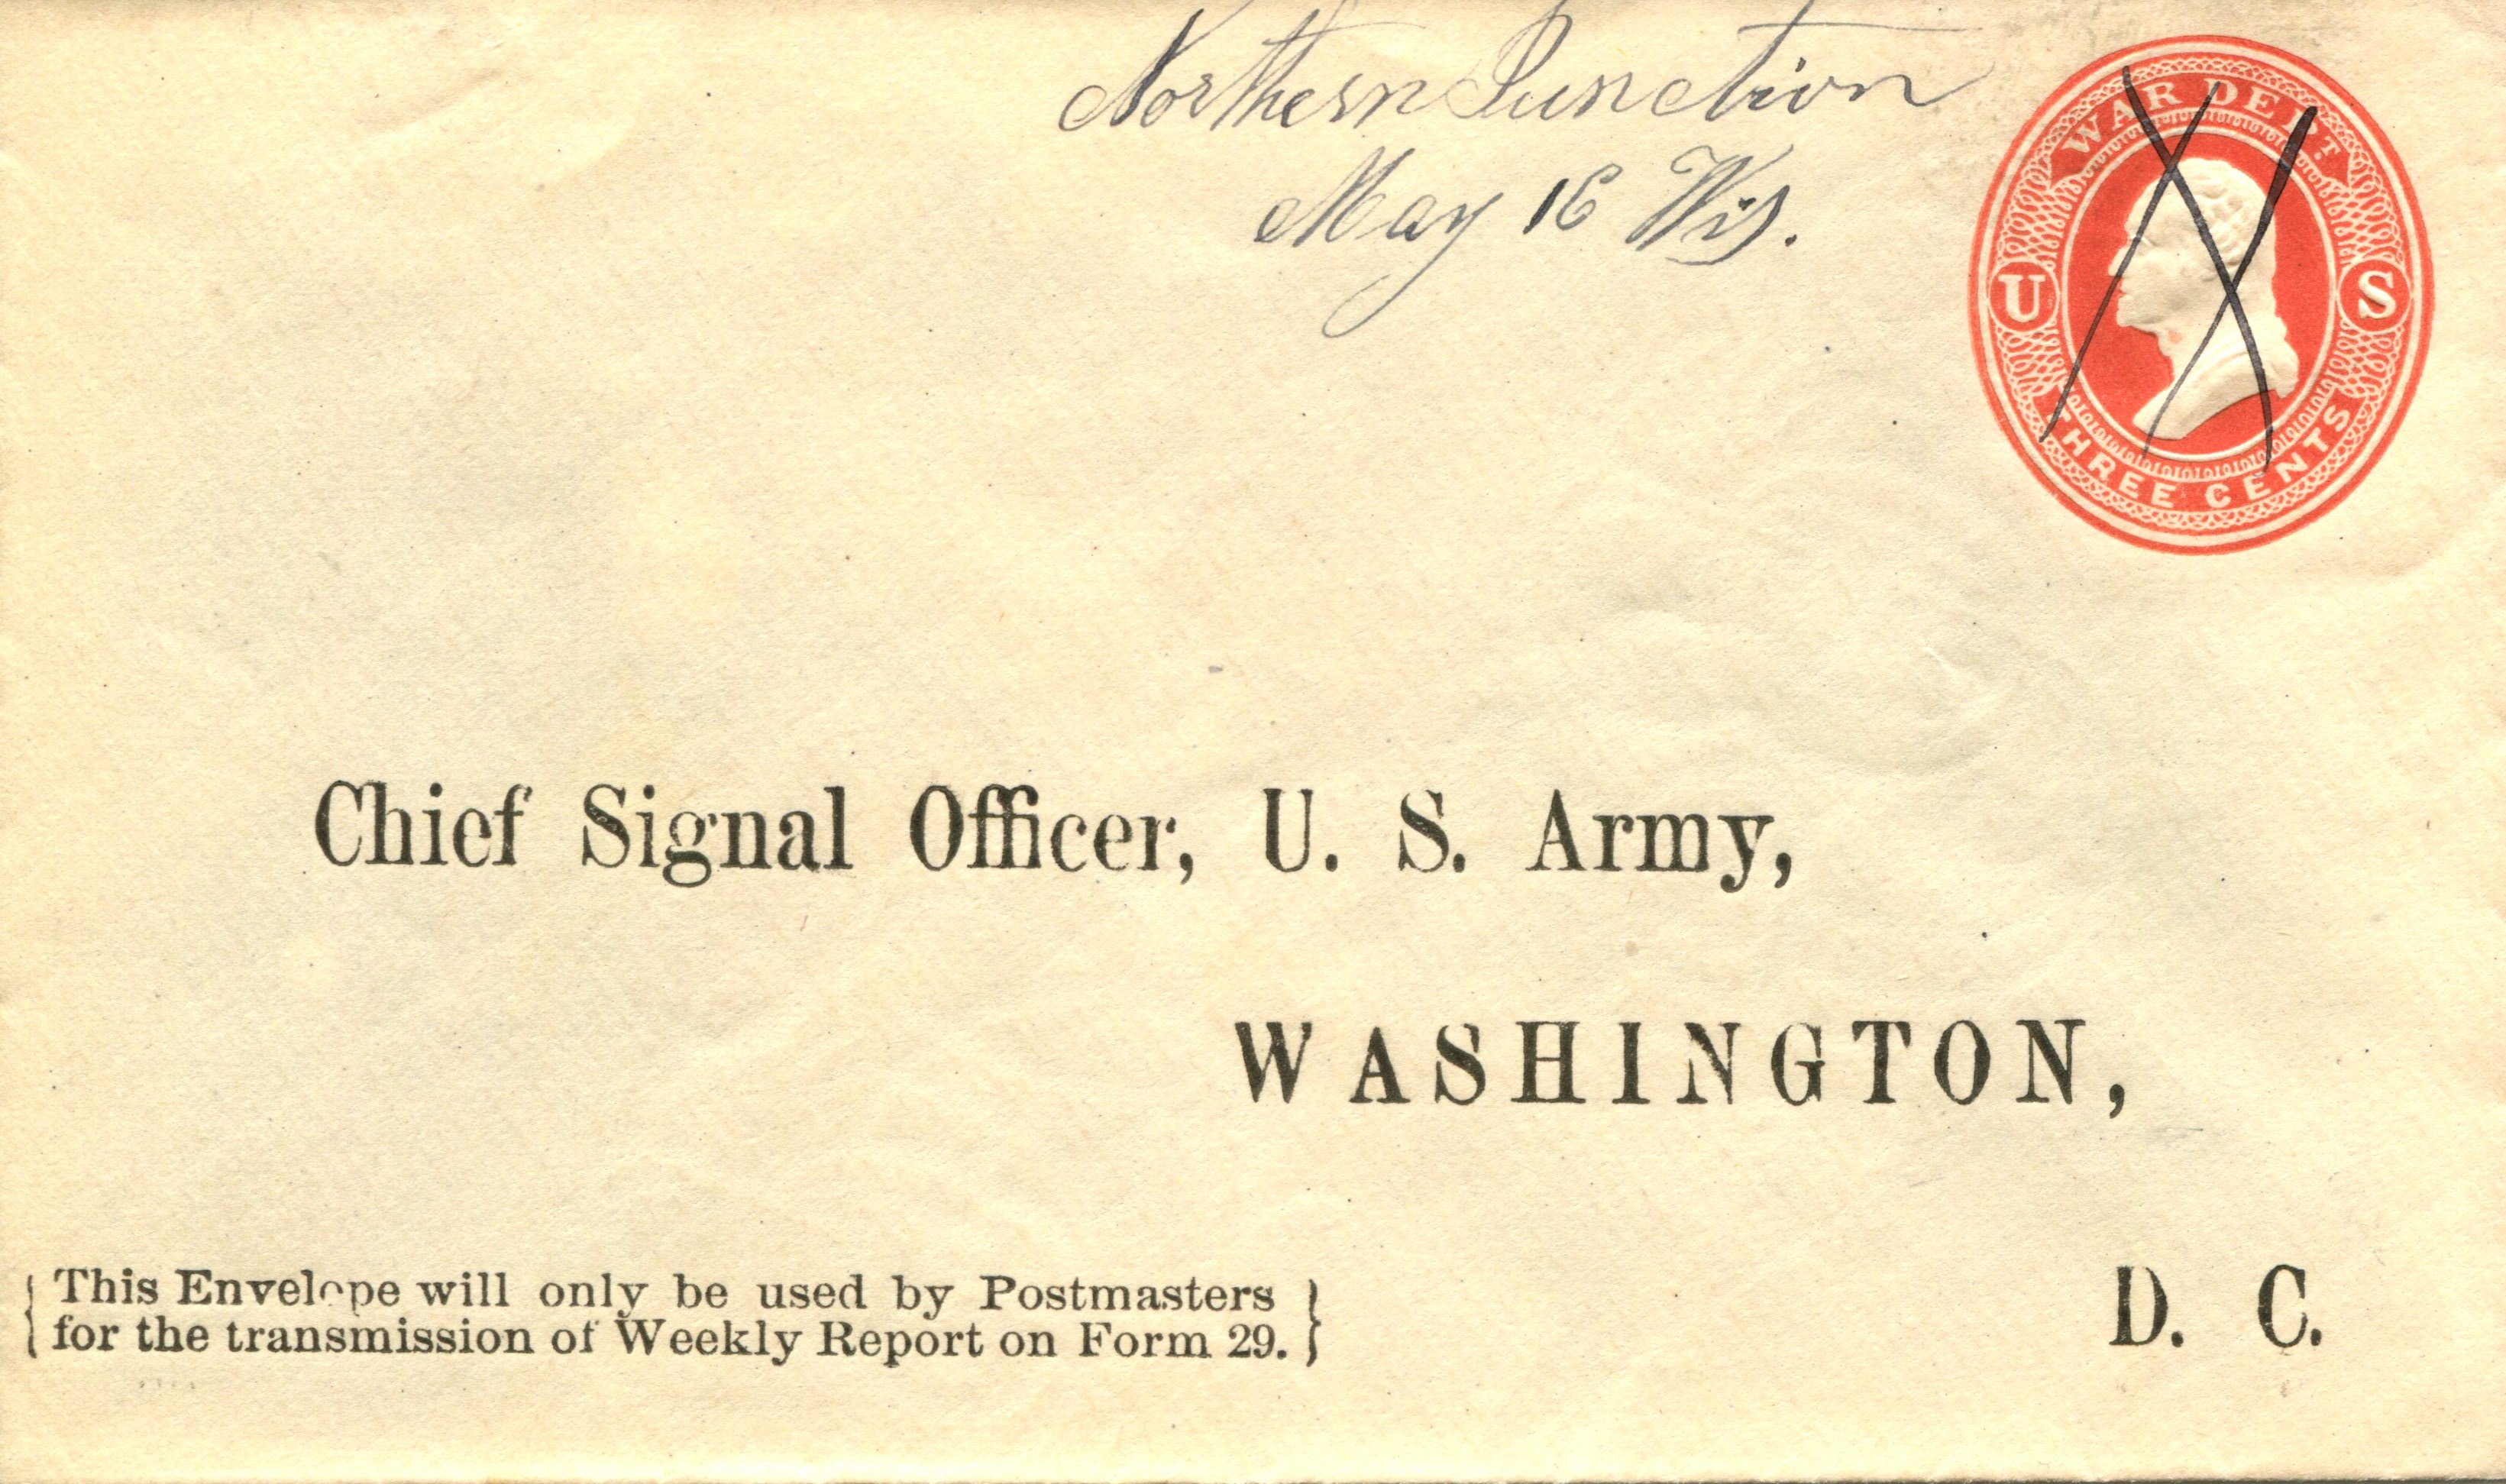 Northern Junction
May 16 Wis.
WAR DEPT.
U S
THREE CENTS
Chief Signal Officer, U. S. Army,
WASHINGTON,
D. C.
This Envelope will only be used by Postmasters
for the transmission of Weekly Report on Form 29.